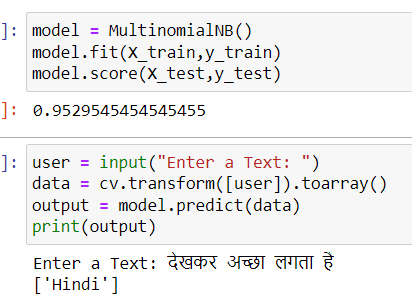 ]: model = MultinomialNB()
model.fit(X_train,y_train)
model.score(X_test,y_test)
]: 0.9529545454545455
]: user = input("Enter a Text: ")
data = cv.transform([user]).toarray()
output = model.predict(data)
print(output)
Enter a Text: देखकर अच्छा लगता है
['Hindi']